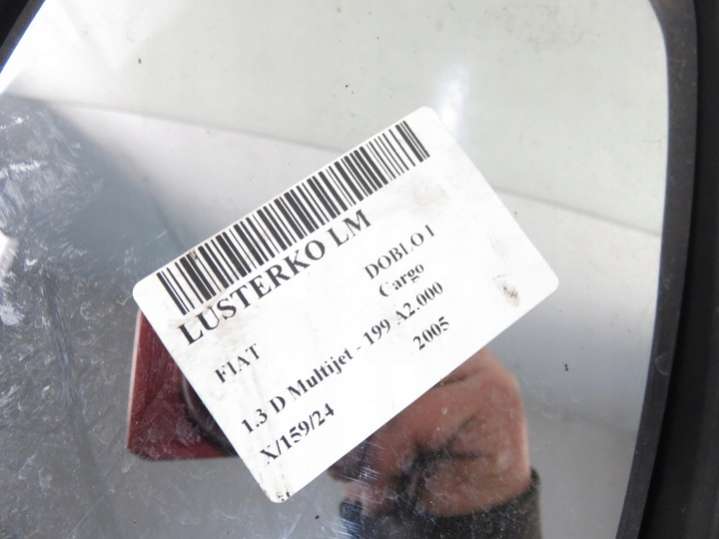 LUSTERKO LM
FIAT DOBLO I
Cargo
1.3 D Multijet - 199 A2.000
X/159/24 2005